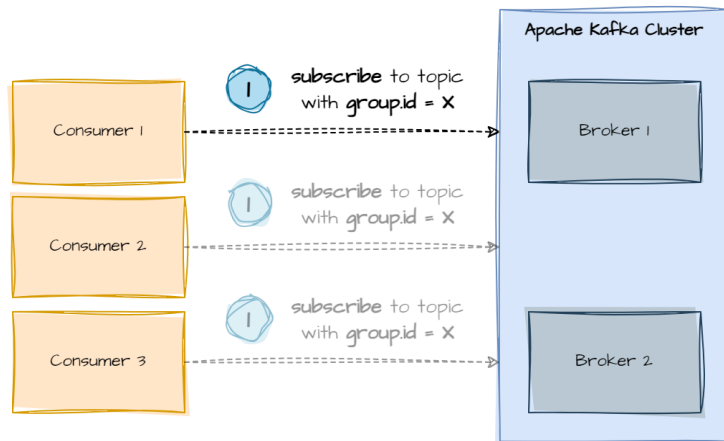 Apache Kafka Cluster
1
subscribe to topic
with group.id = X
Consumer 1
Broker 1
1
subscribe to topic
with group.id = X
Consumer 2
1
subscribe to topic
with group.id = X
Consumer 3
Broker 2